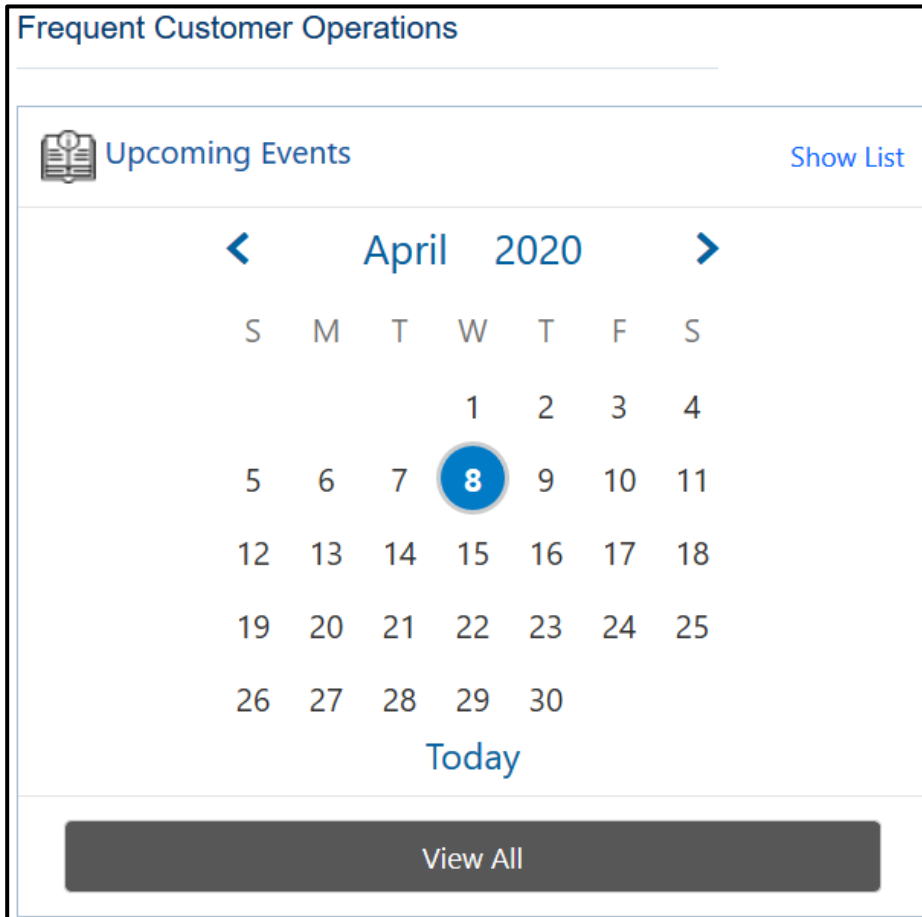 Frequent Customer Operations
Upcoming Events Show List
April 2020
S M T W T F S
1 2 3 4
5 6 7 8 9 10 11
12 13 14 15 16 17 18
19 20 21 22 23 24 25
26 27 28 29 30
Today
View All